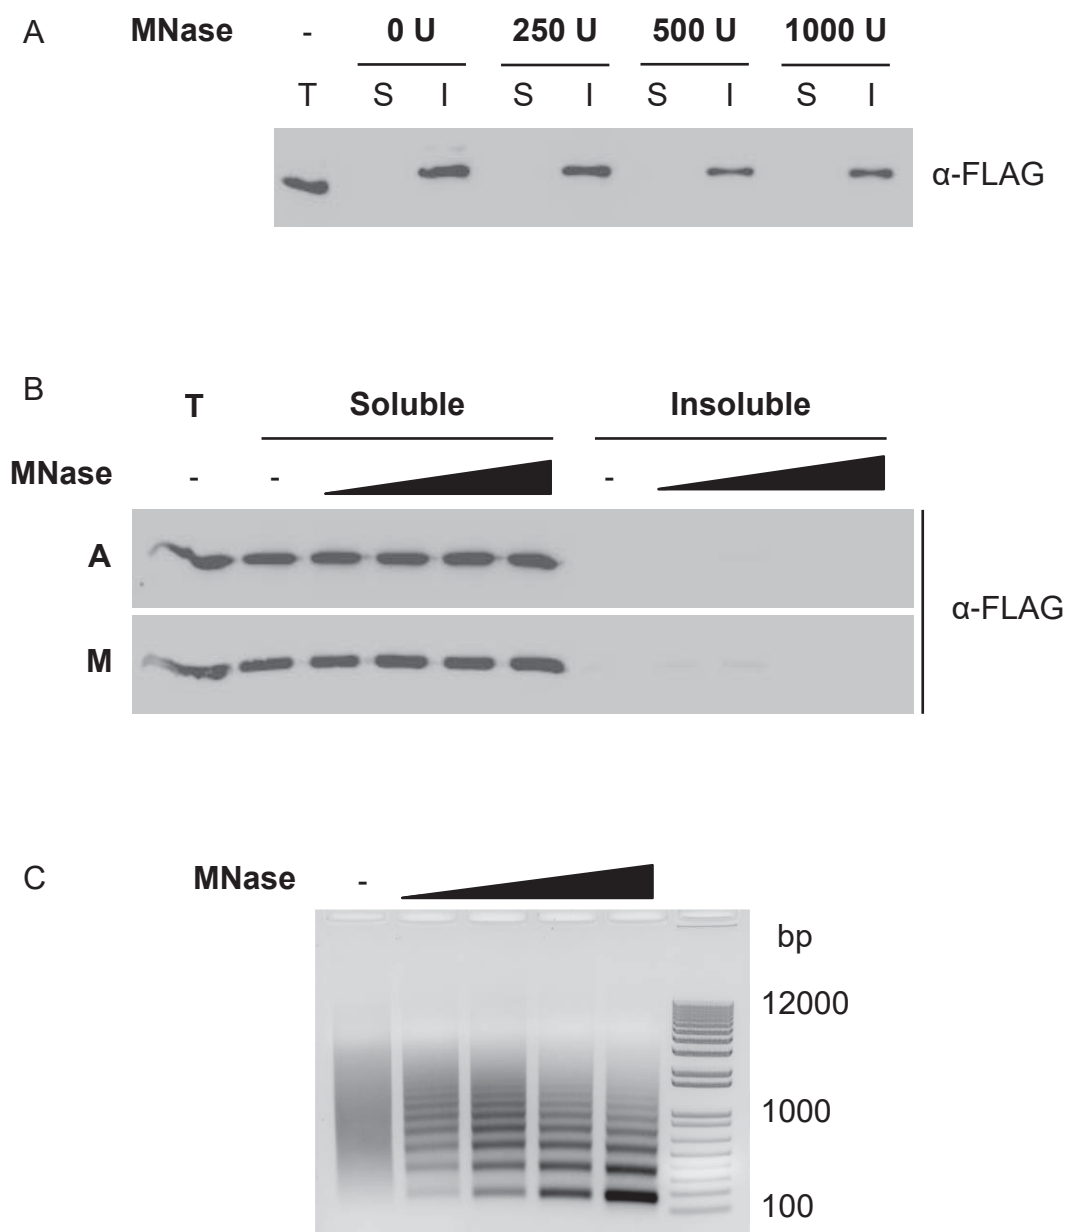 A MNase - 0 U 250 U 500 U 1000 U
T S I S I S I S I
α-FLAG
B T Soluble Insoluble
MNase - - -
A
α-FLAG
M
C MNase -
bp
12000
1000
100